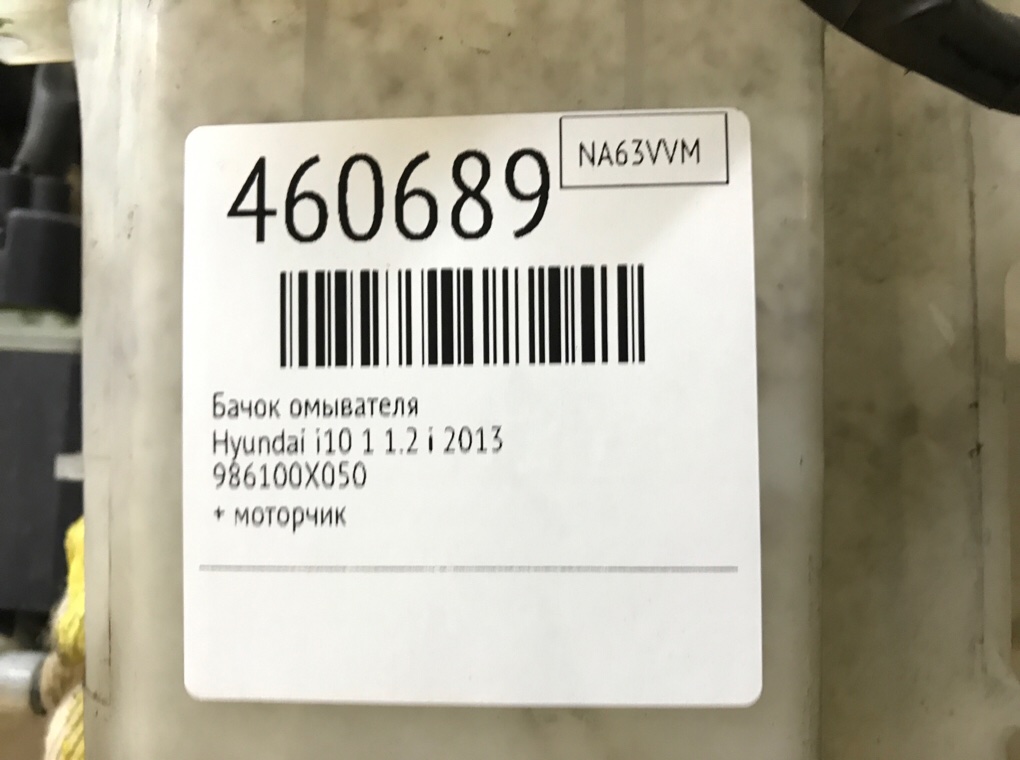 460689
NA63VVM
Бачок омывателя
Hyundai i10 1 1.2 i 2013
986100X050
+ моторчик